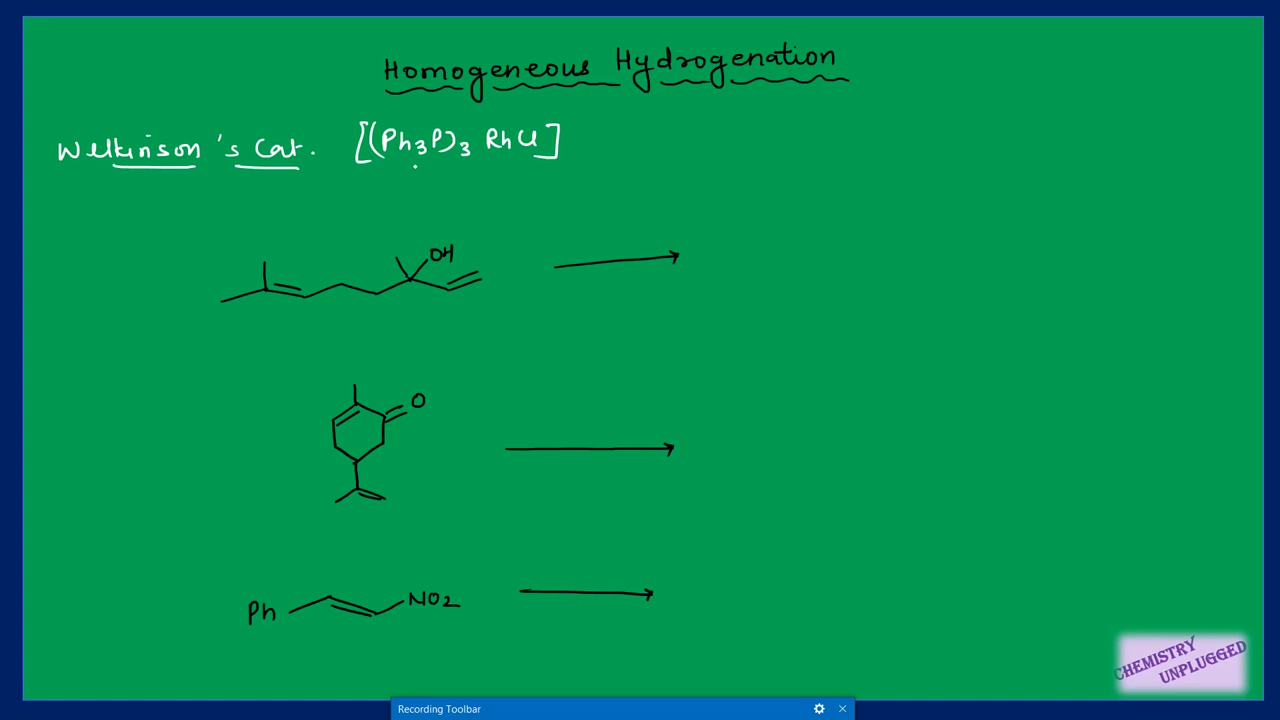 Homogeneous Hydrogenation
Wilkinson's Cat. [(Ph3P)3 RhCl]
OH
O
Ph NO2
CHEMISTRY
UNPLUGGED
Recording Toolbar